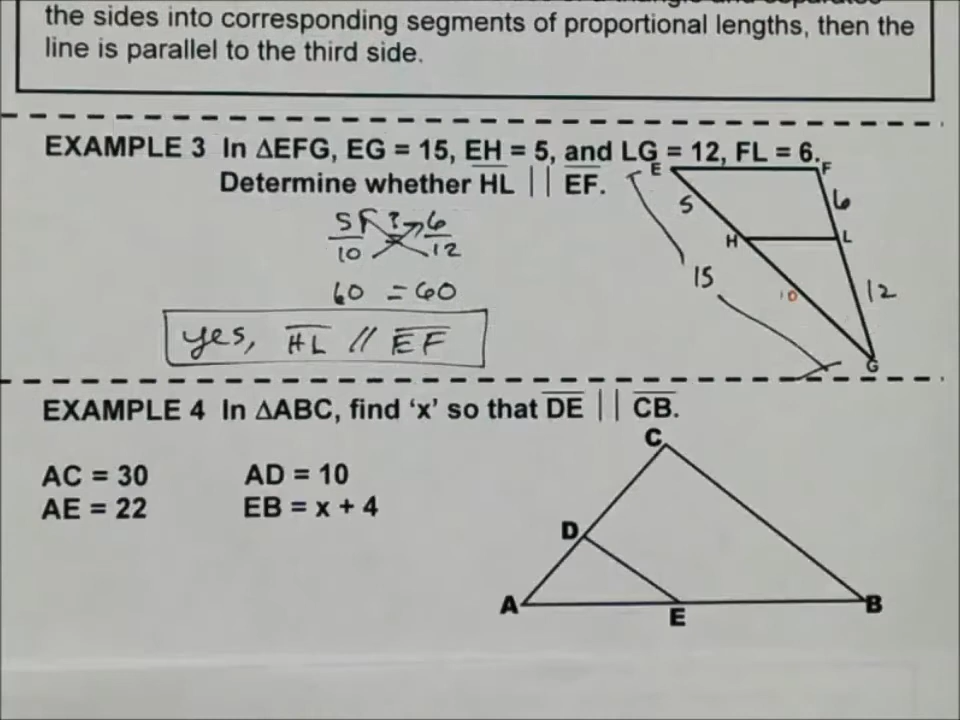 the sides into corresponding segments of proportional lengths, then the
line is parallel to the third side.
EXAMPLE 3 In ΔEFG, EG = 15, EH = 5, and LG = 12, FL = 6.
Determine whether HL || EF.
E
F
5
6
H
L
15
10
12
G
5 ? 6
10 = 12
60 = 60
yes, HL // EF
EXAMPLE 4 In ΔABC, find ‘x’ so that DE || CB.
AC = 30 AD = 10
AE = 22 EB = x + 4
C
D
A
E
B